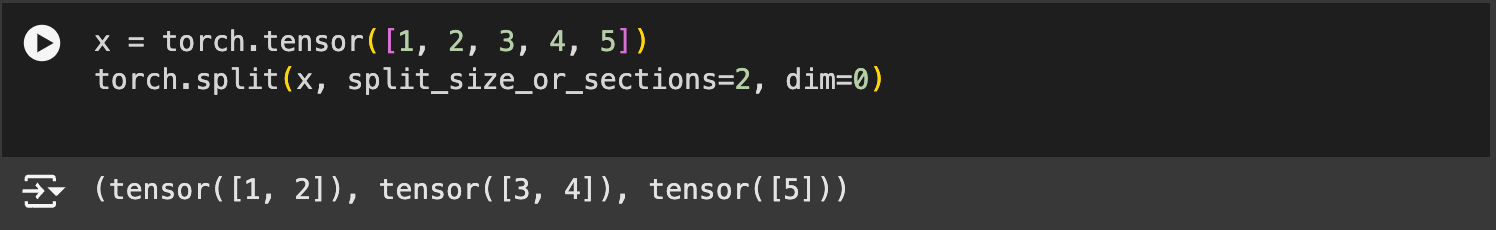 x = torch.tensor([1, 2, 3, 4, 5])
torch.split(x, split_size_or_sections=2, dim=0)
(tensor([1, 2]), tensor([3, 4]), tensor([5]))